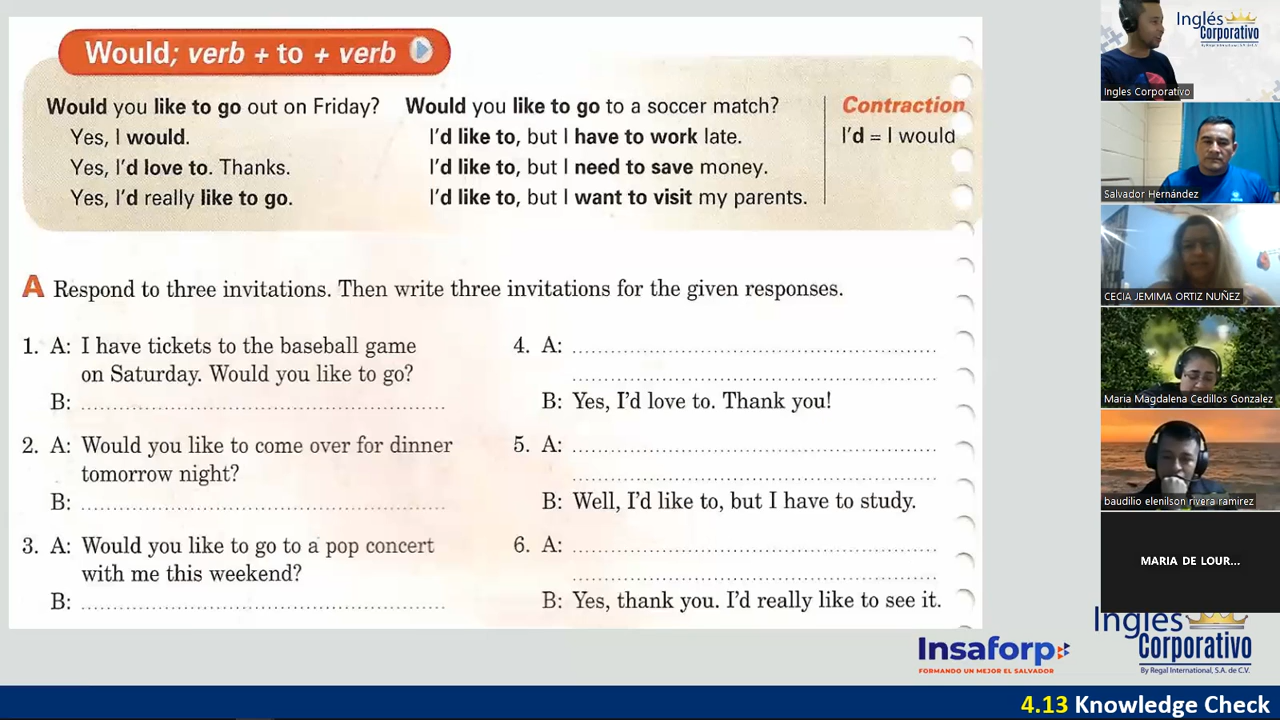 Would; verb + to + verb
Would you like to go out on Friday?
Yes, I would.
Yes, I'd love to. Thanks.
Yes, I'd really like to go.
Would you like to go to a soccer match?
I'd like to, but I have to work late.
I'd like to, but I need to save money.
I'd like to, but I want to visit my parents.
Contraction
I'd = I would
A Respond to three invitations. Then write three invitations for the given responses.
1. A: I have tickets to the baseball game
on Saturday. Would you like to go?
B:
2. A: Would you like to come over for dinner
tomorrow night?
B:
3. A: Would you like to go to a pop concert
with me this weekend?
B:
4. A:
B: Yes, I'd love to. Thank you!
5. A:
B: Well, I'd like to, but I have to study.
6. A:
B: Yes, thank you. I'd really like to see it.
Inglés
Corporativo
By Regal International, S.A. de C.V.
Ingles Corporativo
Salvador Hernández
CECIA JEMIMA ORTIZ NUÑEZ
Maria Magdalena Cedillos Gonzalez
baudilio elenilson rivera ramirez
MARIA DE LOUR...
Insaforp
FORMANDO UN MEJOR EL SALVADOR
Inglés
Corporativo
By Regal International, S.A. de C.V.
4.13 Knowledge Check